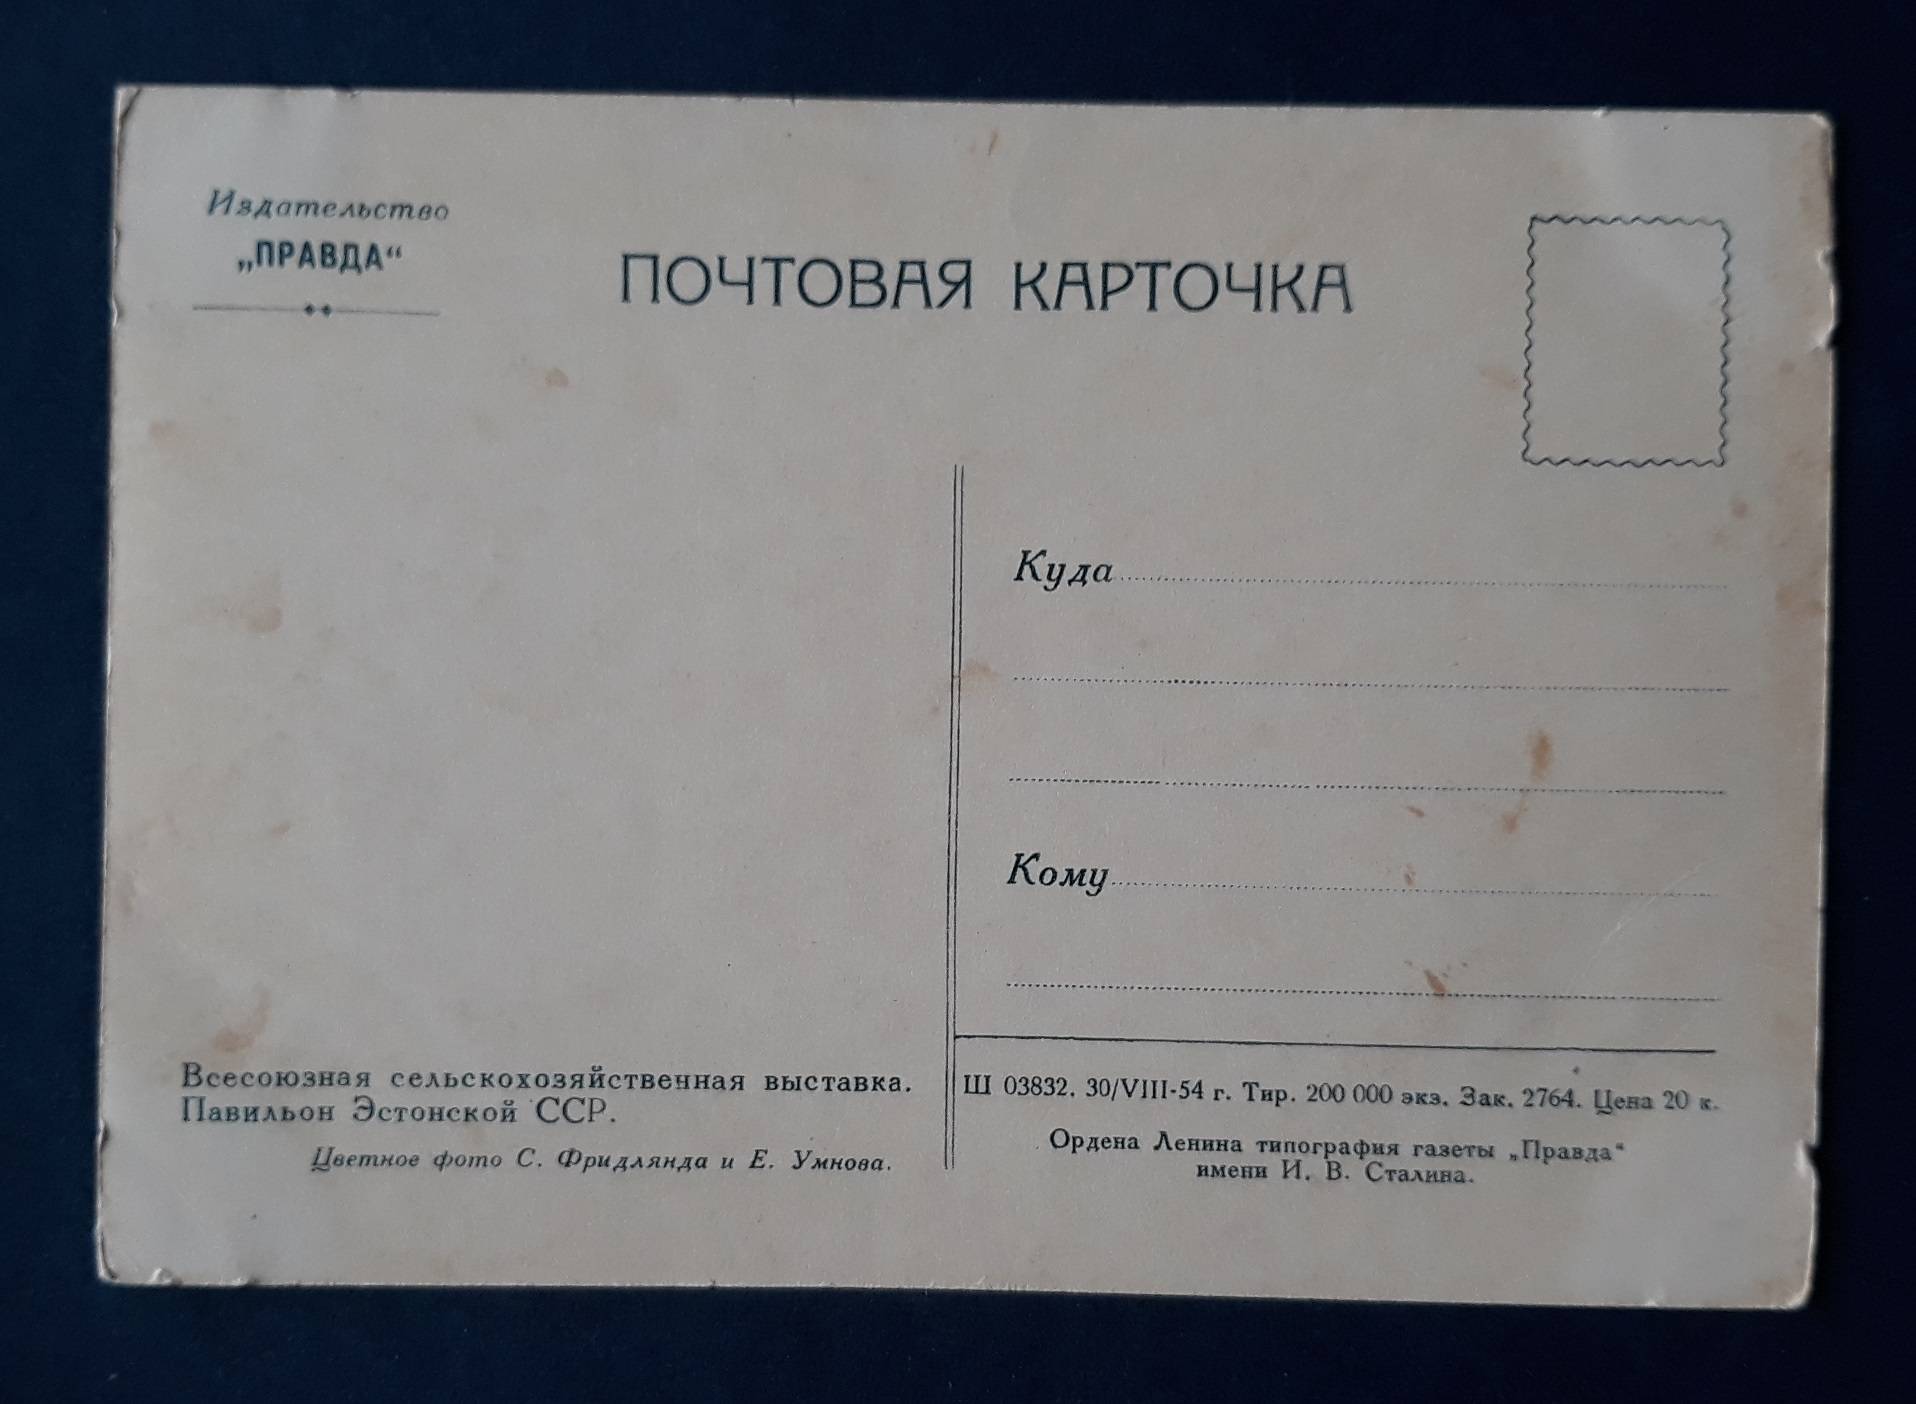 Издательство
„ПРАВДА“
ПОЧТОВАЯ КАРТОЧКА
Куда
Кому
Всесоюзная сельскохозяйственная выставка.
Павильон Эстонской ССР.
Цветное фото С. Фридлянда и Е. Умнова.
Ш 03832. 30/VIII-54 г. Тир. 200 000 экз. Зак. 2764. Цена 20 к.
Ордена Ленина типография газеты „Правда“
имени И. В. Сталина.